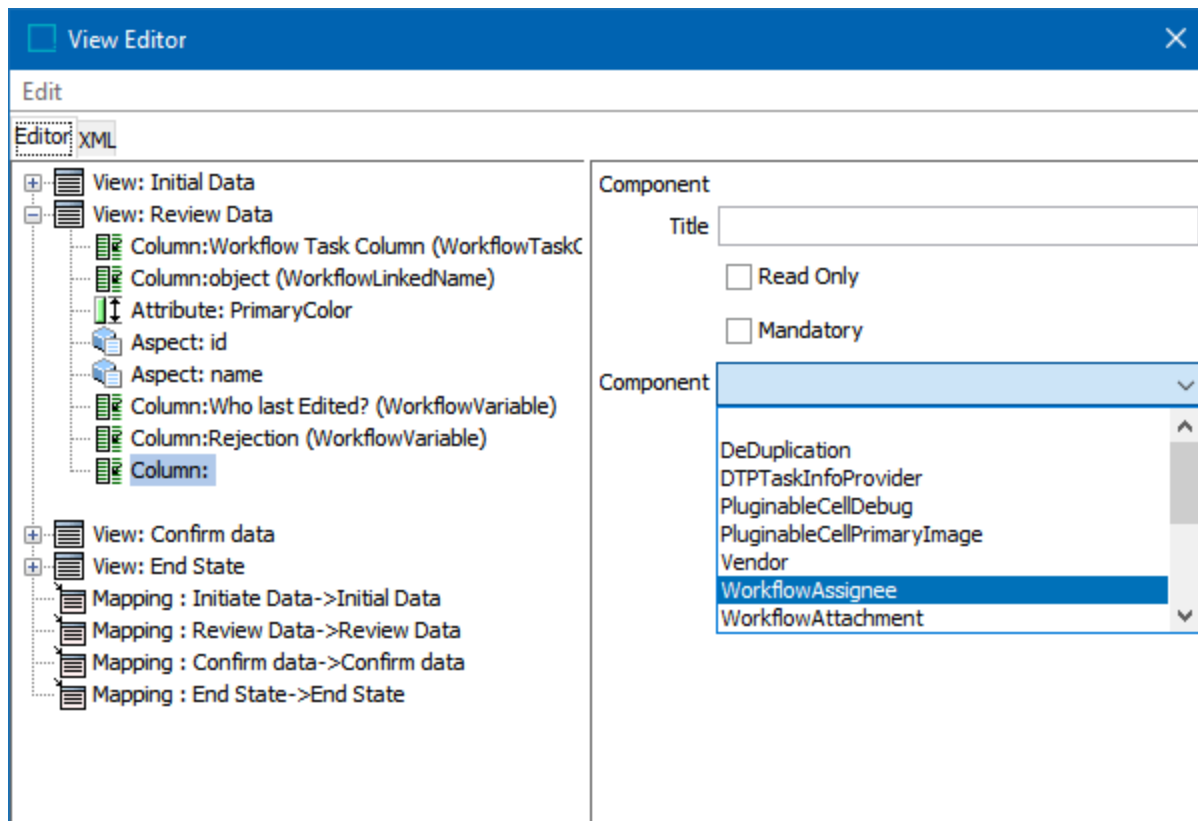 View Editor
Edit
Editor XML
View: Initial Data
View: Review Data
Column:Workflow Task Column (WorkflowTaskC
Column:object (WorkflowLinkedName)
Attribute: PrimaryColor
Aspect: id
Aspect: name
Column:Who last Edited? (WorkflowVariable)
Column:Rejection (WorkflowVariable)
Column:
View: Confirm data
View: End State
Mapping : Initiate Data->Initial Data
Mapping : Review Data->Review Data
Mapping : Confirm data->Confirm data
Mapping : End State->End State
Component
Title
Read Only
Mandatory
Component
DeDuplication
DTPTaskInfoProvider
PluginableCellDebug
PluginableCellPrimaryImage
Vendor
WorkflowAssignee
WorkflowAttachment